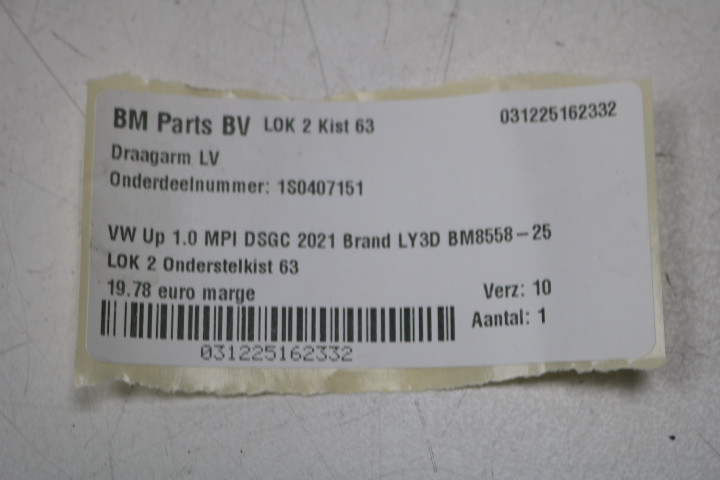 BM Parts BV LOK 2 Kist 63 031225162332
Draagarm LV
Onderdeelnummer: 1S0407151
VW Up 1.0 MPI DSGC 2021 Brand LY3D BM8558-25
LOK 2 Onderstelkist 63
19.78 euro marge Verz: 10
Aantal: 1
031225162332